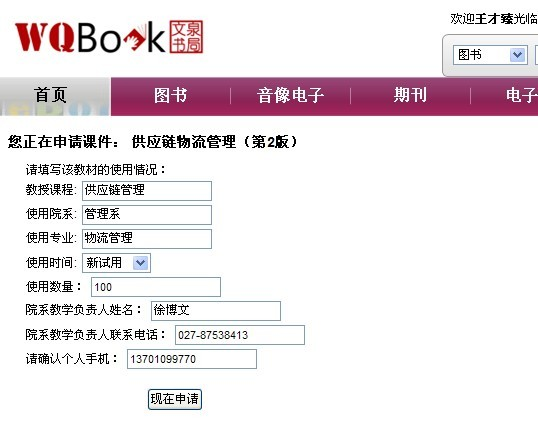 WQBook 文泉书局
欢迎王才臻光临
图书
首页 图书 音像电子 期刊 电子
您正在申请课件： 供应链物流管理（第2版）
请填写该教材的使用情况：
教授课程: 供应链管理
使用院系: 管理系
使用专业: 物流管理
使用时间: 新试用
使用数量： 100
院系教学负责人姓名： 徐博文
院系教学负责人联系电话： 027-87538413
请确认个人手机： 13701099770
现在申请